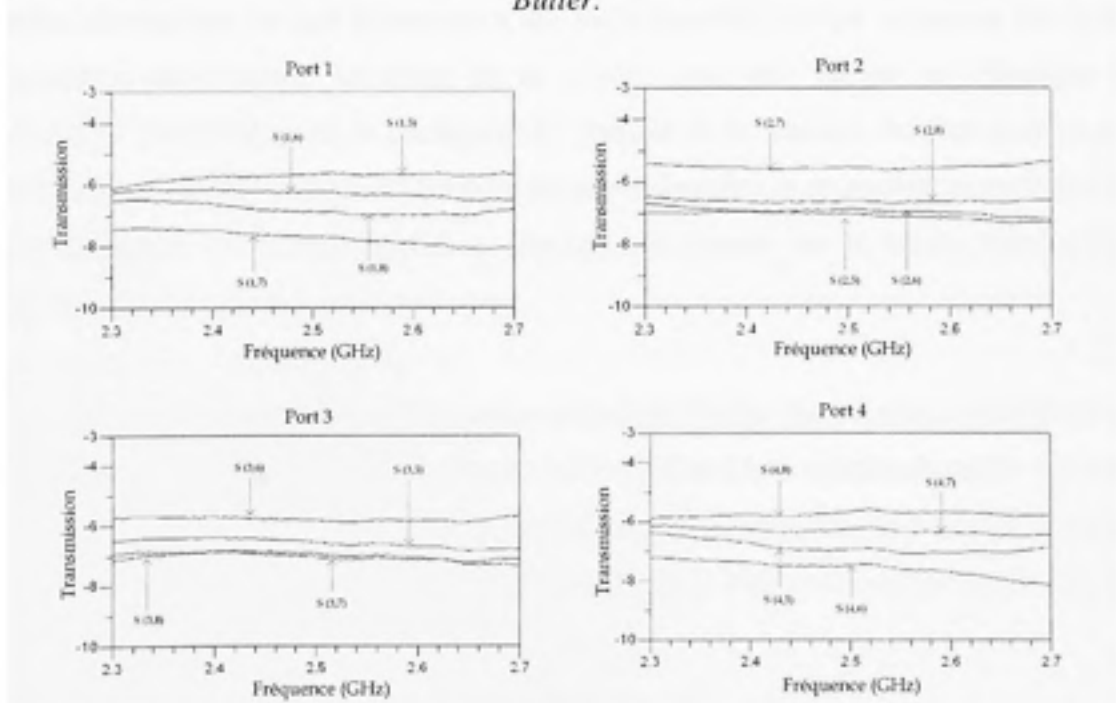 Butler.
Port 1
-3
-4
-6
-8
-10
Transmission
S (1,6)
S (1,5)
S (1,7)
S (1,8)
2.3 2.4 2.5 2.6 2.7
Fréquence (GHz)
Port 2
-3
-4
-6
-8
-10
Transmission
S (2,7)
S (2,8)
S (2,5) S (2,6)
2.3 2.4 2.5 2.6 2.7
Fréquence (GHz)
Port 3
-3
-4
-6
-8
-10
Transmission
S (3,6)
S (3,5)
S (3,8)
S (3,7)
2.3 2.4 2.5 2.6 2.7
Fréquence (GHz)
Port 4
-3
-4
-6
-8
-10
Transmission
S (4,8)
S (4,7)
S (4,5)
S (4,6)
2.3 2.4 2.5 2.6 2.7
Fréquence (GHz)